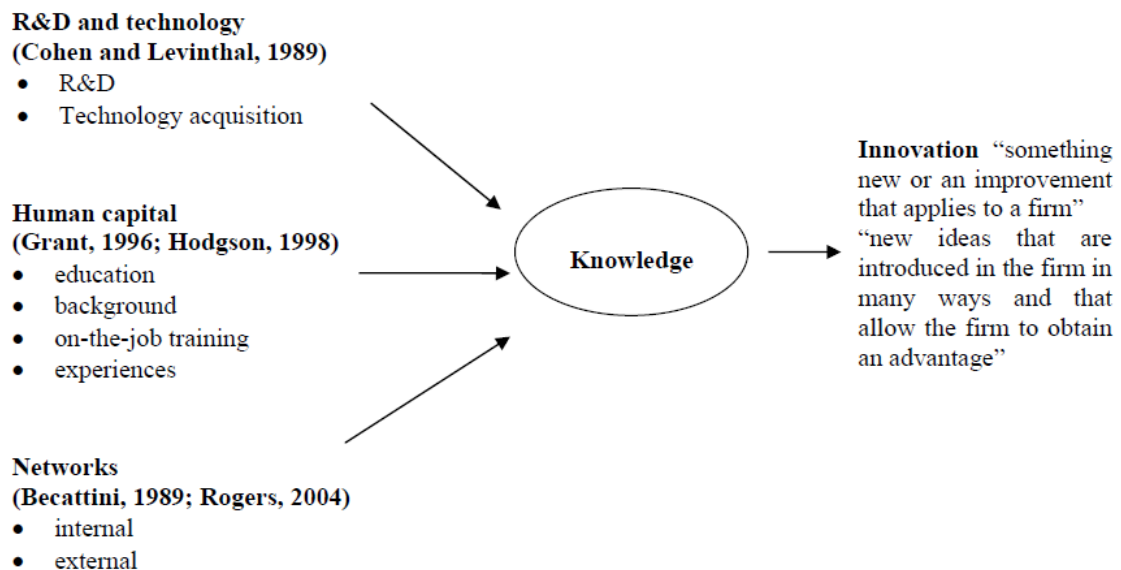 R&D and technology
(Cohen and Levinthal, 1989)
• R&D
• Technology acquisition
Human capital
(Grant, 1996; Hodgson, 1998)
• education
• background
• on-the-job training
• experiences
Networks
(Becattini, 1989; Rogers, 2004)
• internal
• external
Knowledge
Innovation “something
new or an improvement
that applies to a firm”
“new ideas that are
introduced in the firm in
many ways and that
allow the firm to obtain
an advantage”